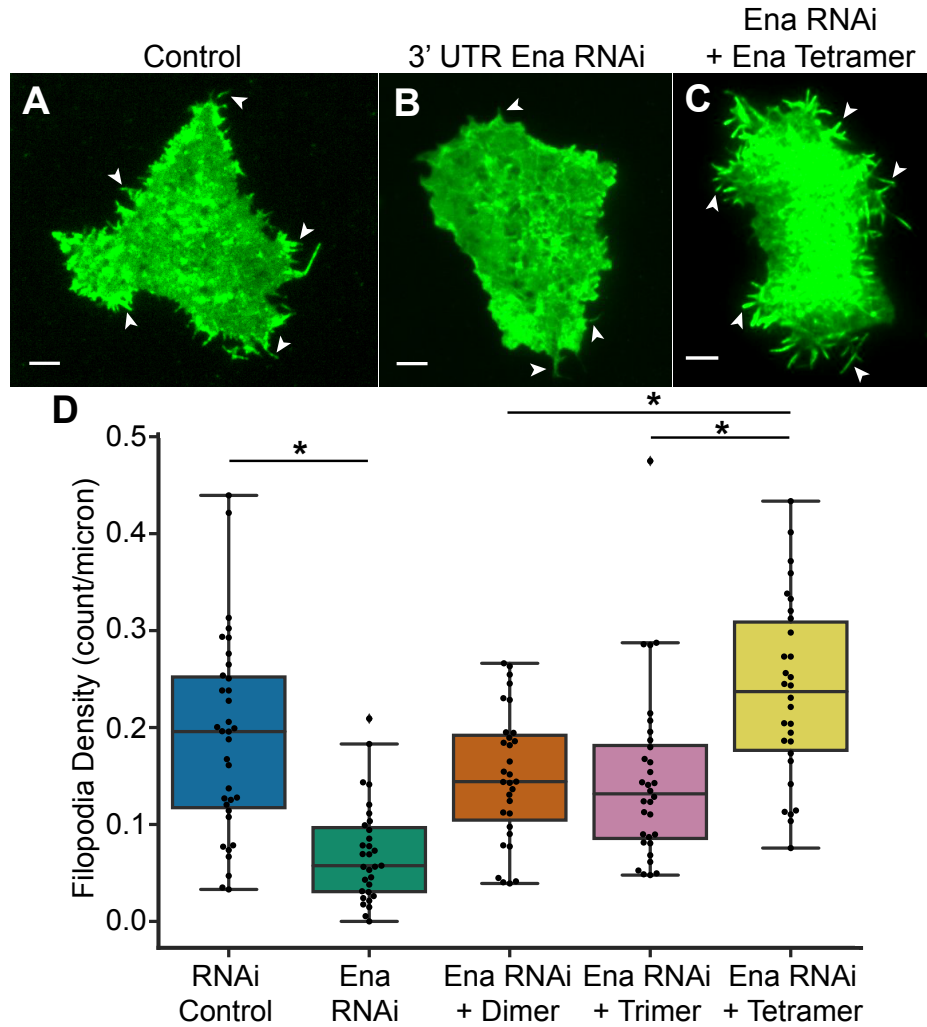 Control
3' UTR Ena RNAi
Ena RNAi
+ Ena Tetramer
A
B
C
D
*
*
*
Filopodia Density (count/micron)
0.5
0.4
0.3
0.2
0.1
0.0
RNAi
Control
Ena
RNAi
Ena RNAi
+ Dimer
Ena RNAi
+ Trimer
Ena RNAi
+ Tetramer